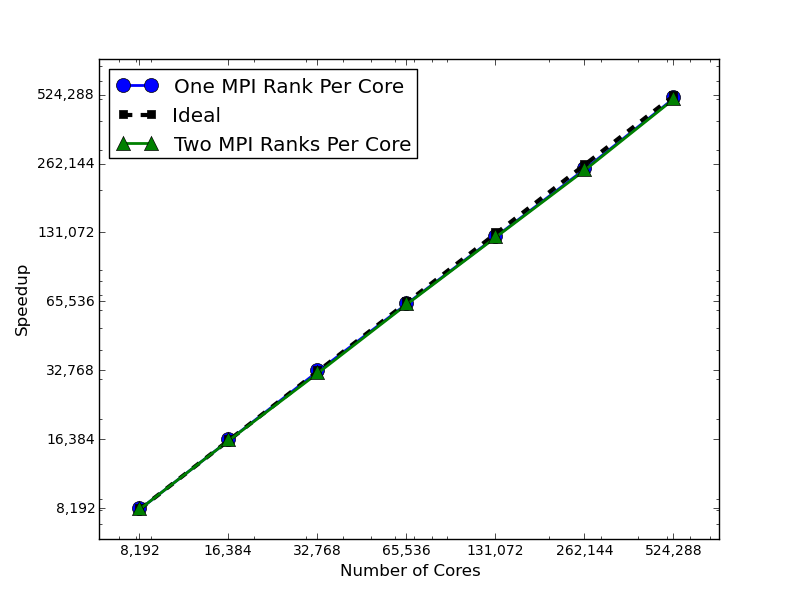 One MPI Rank Per Core
Ideal
Two MPI Ranks Per Core
524,288
262,144
131,072
65,536
32,768
16,384
8,192
Speedup
8,192 16,384 32,768 65,536 131,072 262,144 524,288
Number of Cores